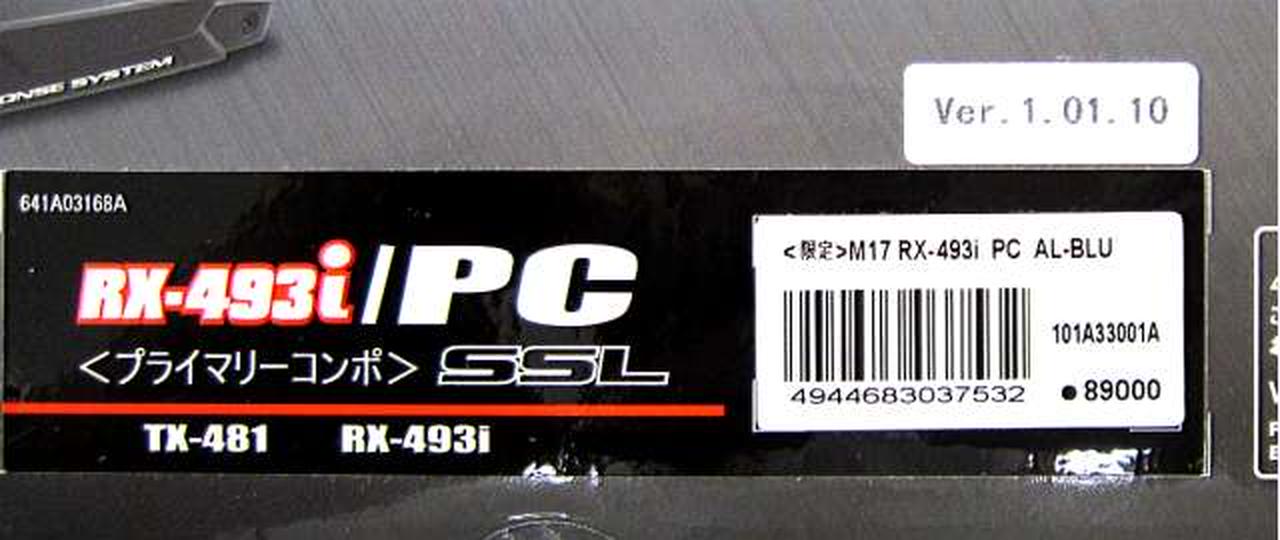 ONSE SYSTEM
Ver.1.01.10
641A03168A
RX-493i/PC
<プライマリーコンポ> SSL
TX-481 RX-493i
<限定>M17 RX-493i PC AL-BLU
101A33001A
4944683037532
●89000